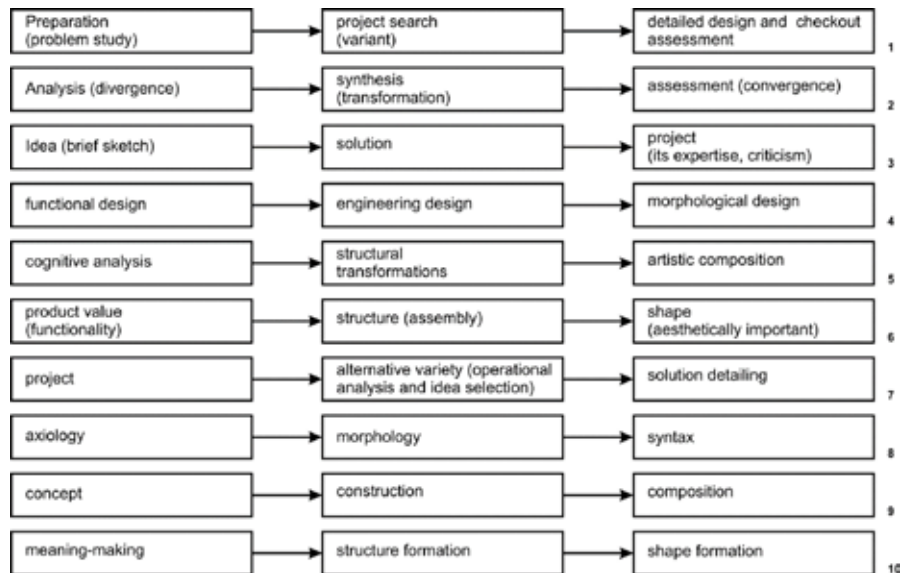 Preparation
(problem study)
project search
(variant)
detailed design and checkout
assessment
1
Analysis (divergence)
synthesis
(transformation)
assessment (convergence)
2
Idea (brief sketch)
solution
project
(its expertise, criticism)
3
functional design
engineering design
morphological design
4
cognitive analysis
structural
transformations
artistic composition
5
product value
(functionality)
structure (assembly)
shape
(aesthetically important)
6
project
alternative variety (operational
analysis and idea selection)
solution detailing
7
axiology
morphology
syntax
8
concept
construction
composition
9
meaning-making
structure formation
shape formation
10